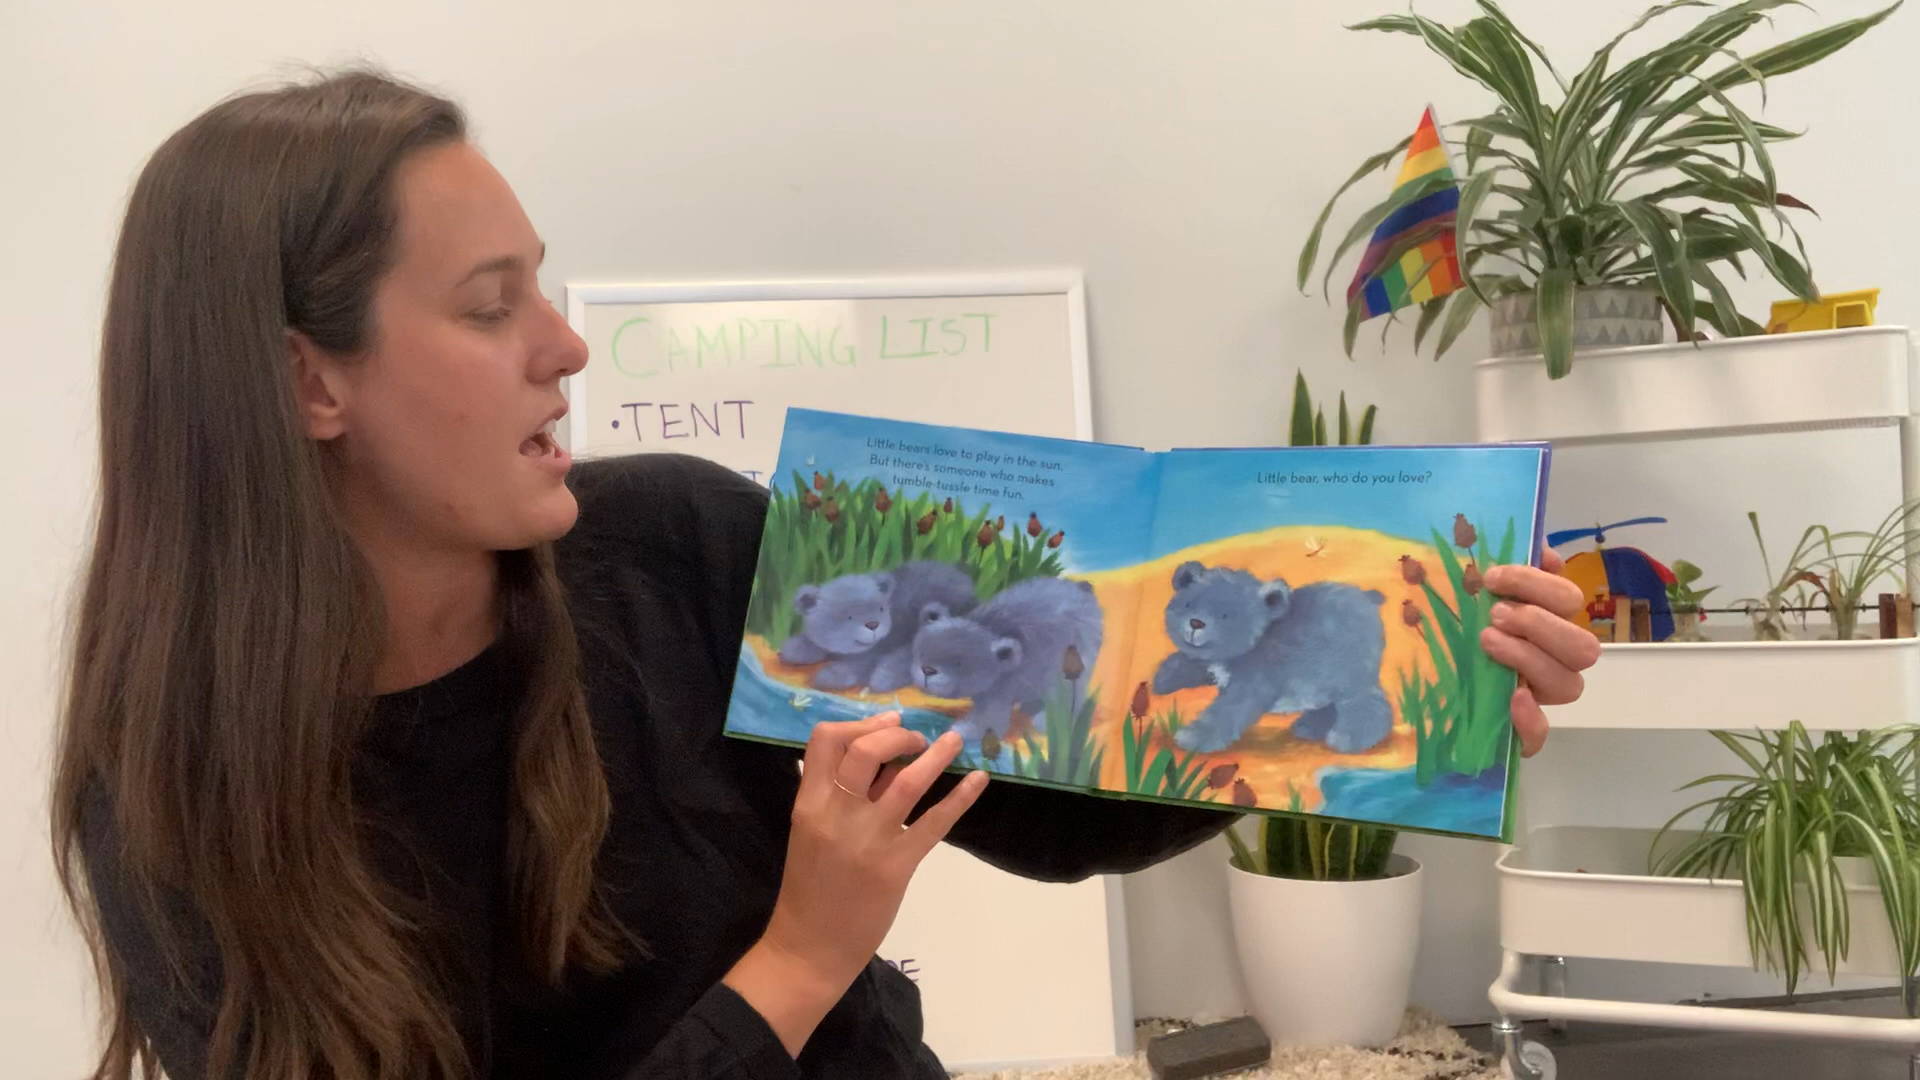 CAMPING LIST
•TENT
Little bears love to play in the sun.
But there's someone who makes
tumble-tussle time fun.
Little bear, who do you love?